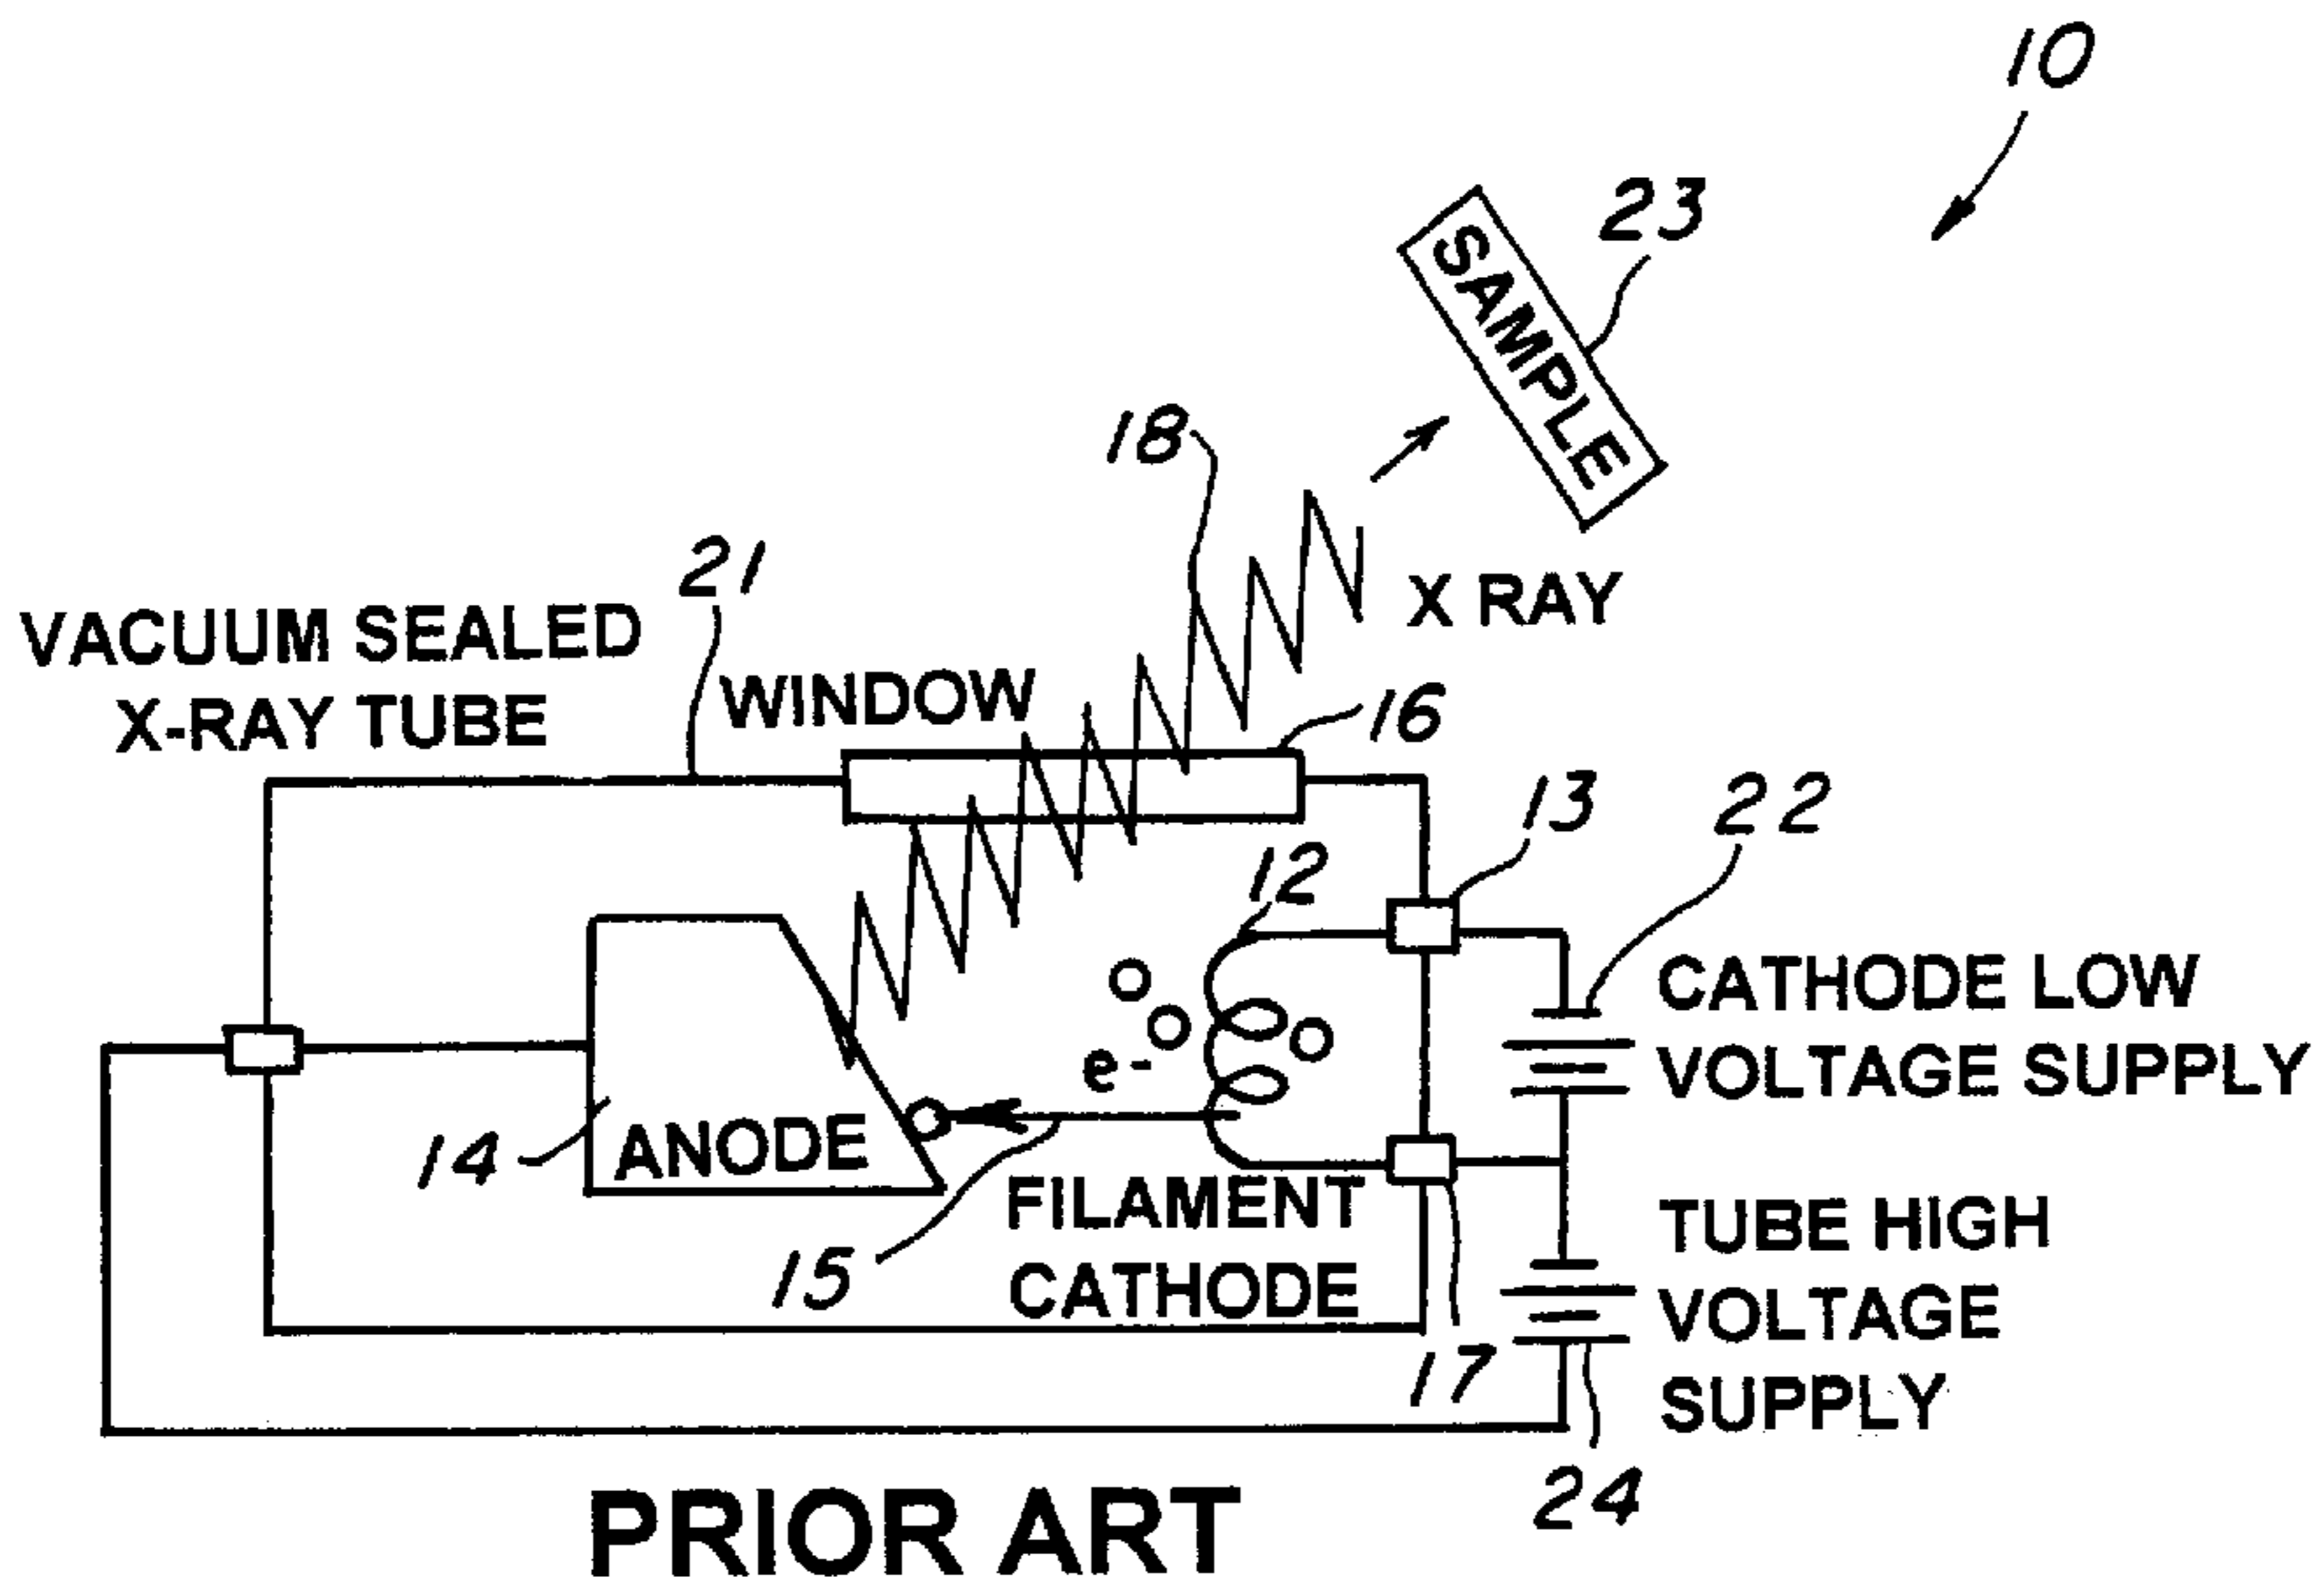 10
23
SAMPLE
18
21
X RAY
VACUUM SEALED
X-RAY TUBE
WINDOW
16
13
22
12
CATHODE LOW
VOLTAGE SUPPLY
e-
14
ANODE
15
FILAMENT
CATHODE
17
TUBE HIGH
VOLTAGE
SUPPLY
24
PRIOR ART